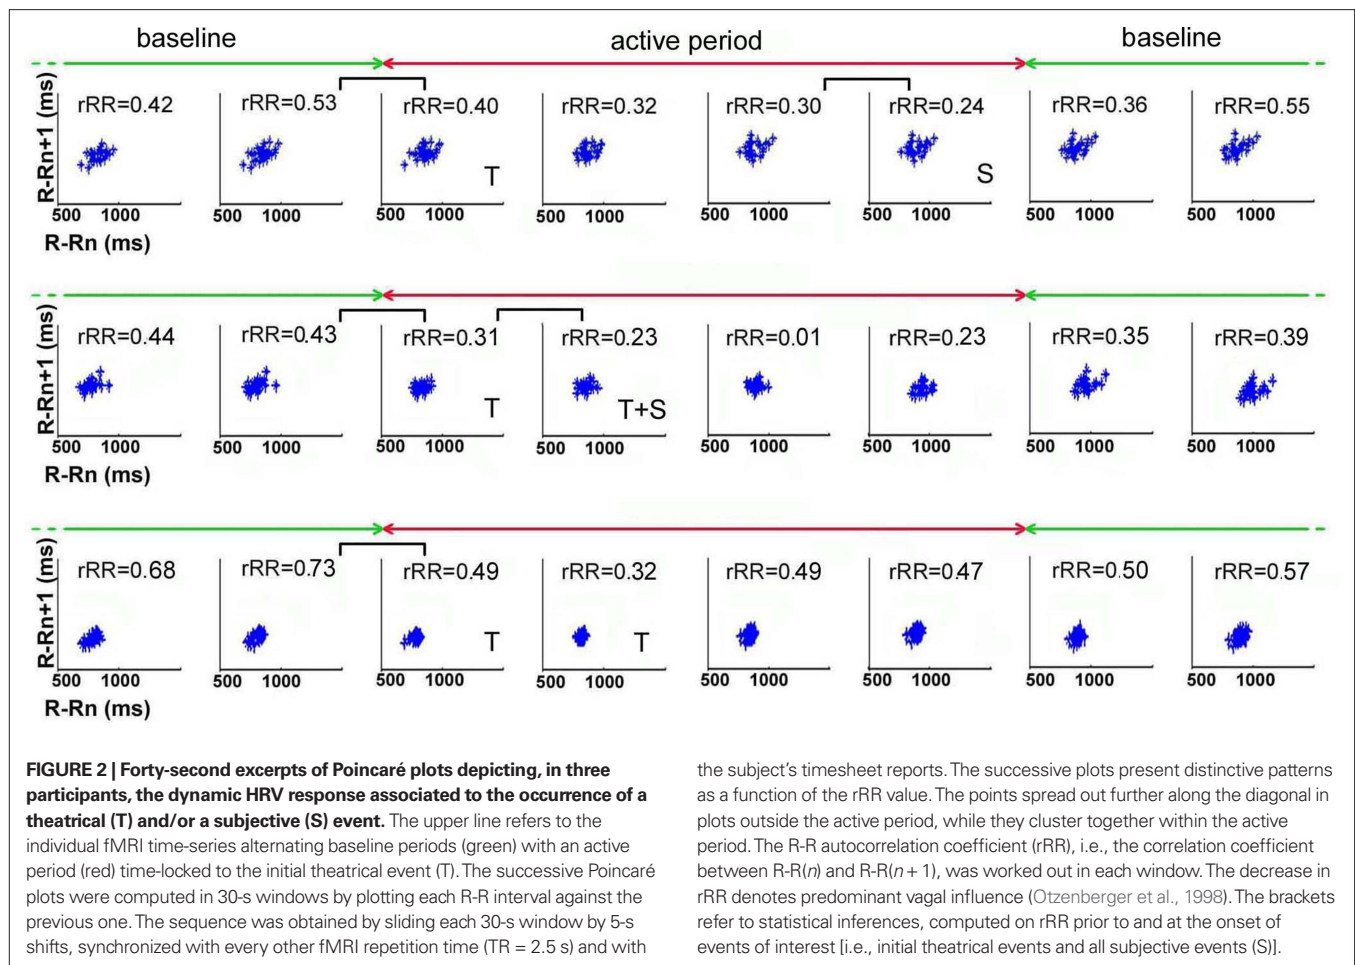 baseline active period baseline
R-Rn+1 (ms)
rRR=0.42 rRR=0.53 rRR=0.40 rRR=0.32 rRR=0.30 rRR=0.24 rRR=0.36 rRR=0.55
T S
500 1000 500 1000 500 1000 500 1000 500 1000 500 1000 500 1000 500 1000
R-Rn (ms)
R-Rn+1 (ms)
rRR=0.44 rRR=0.43 rRR=0.31 rRR=0.23 rRR=0.01 rRR=0.23 rRR=0.35 rRR=0.39
T T+S
500 1000 500 1000 500 1000 500 1000 500 1000 500 1000 500 1000 500 1000
R-Rn (ms)
R-Rn+1 (ms)
rRR=0.68 rRR=0.73 rRR=0.49 rRR=0.32 rRR=0.49 rRR=0.47 rRR=0.50 rRR=0.57
T T
500 1000 500 1000 500 1000 500 1000 500 1000 500 1000 500 1000 500 1000
R-Rn (ms)
FIGURE 2 | Forty-second excerpts of Poincaré plots depicting, in three
participants, the dynamic HRV response associated to the occurrence of a
theatrical (T) and/or a subjective (S) event. The upper line refers to the
individual fMRI time-series alternating baseline periods (green) with an active
period (red) time-locked to the initial theatrical event (T). The successive Poincaré
plots were computed in 30-s windows by plotting each R-R interval against the
previous one. The sequence was obtained by sliding each 30-s window by 5-s
shifts, synchronized with every other fMRI repetition time (TR = 2.5 s) and with
the subject's timesheet reports. The successive plots present distinctive patterns
as a function of the rRR value. The points spread out further along the diagonal in
plots outside the active period, while they cluster together within the active
period. The R-R autocorrelation coefficient (rRR), i.e., the correlation coefficient
between R-R(n) and R-R(n + 1), was worked out in each window. The decrease in
rRR denotes predominant vagal influence (Otzenberger et al., 1998). The brackets
refer to statistical inferences, computed on rRR prior to and at the onset of
events of interest [i.e., initial theatrical events and all subjective events (S)].